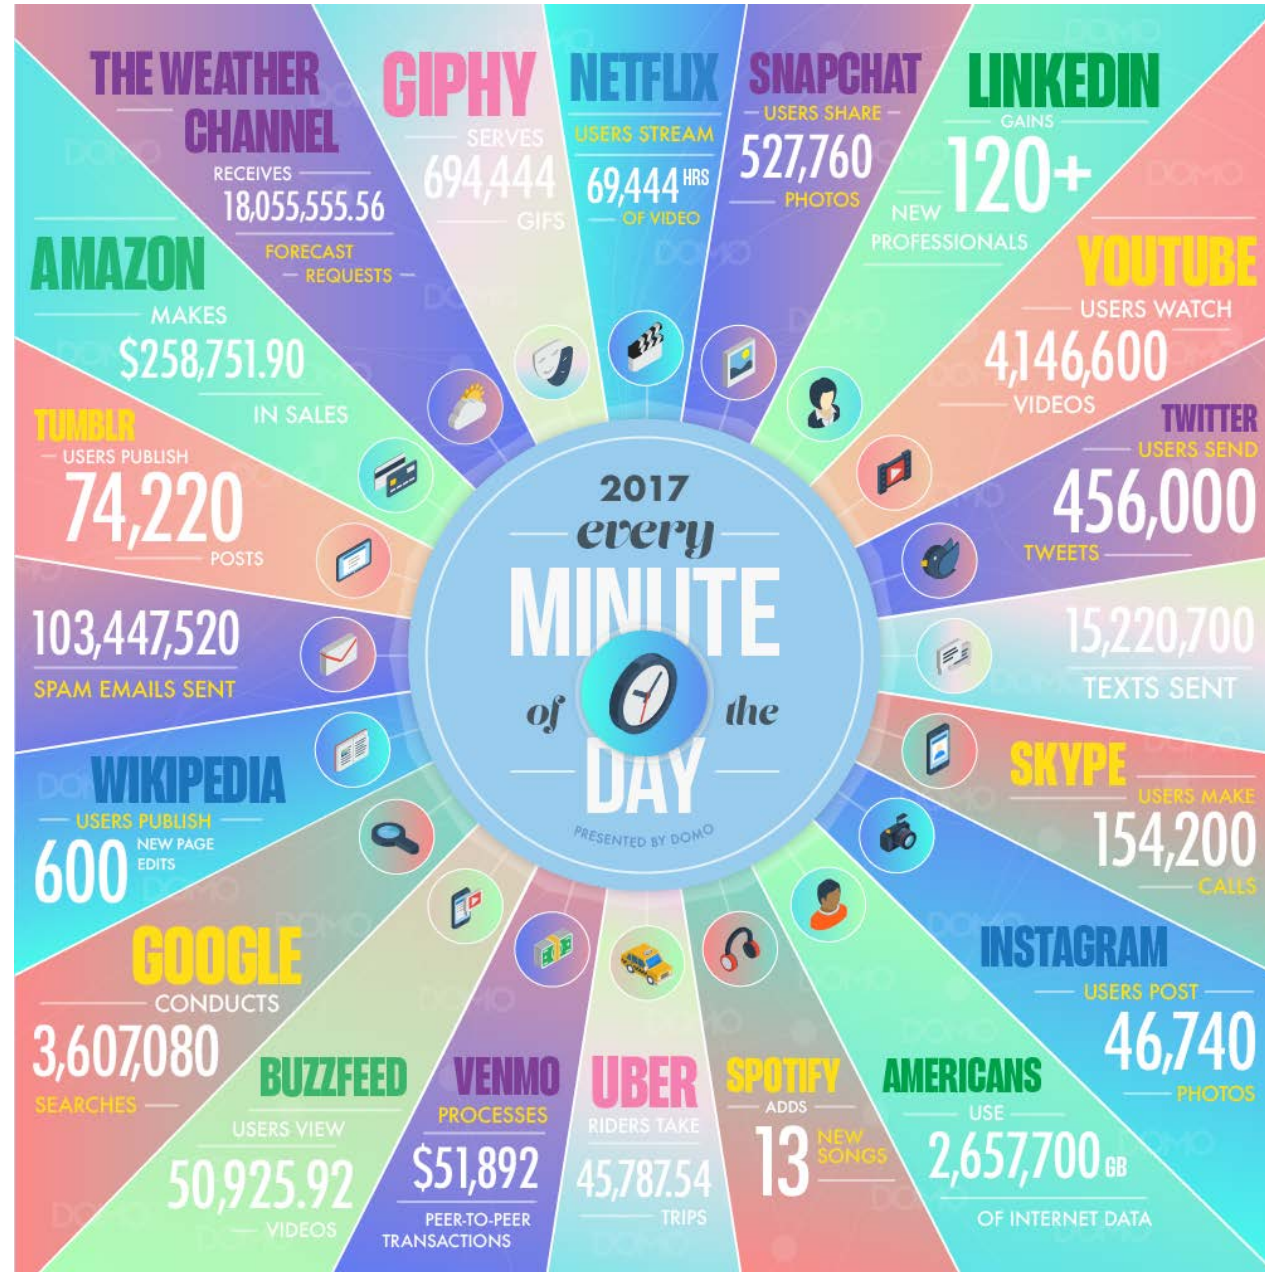 2017
every
MINUTE
of the
DAY
PRESENTED BY DOMO
THE WEATHER
CHANNEL
RECEIVES
18,055,555.56
FORECAST
REQUESTS
GIPHY
SERVES
694,444
GIFS
NETFLIX
USERS STREAM
69,444 HRS
OF VIDEO
SNAPCHAT
USERS SHARE
527,760
PHOTOS
LINKEDIN
GAINS
120+
NEW
PROFESSIONALS
YOUTUBE
USERS WATCH
4,146,600
VIDEOS
TWITTER
USERS SEND
456,000
TWEETS
15,220,700
TEXTS SENT
SKYPE
USERS MAKE
154,200
CALLS
INSTAGRAM
USERS POST
46,740
PHOTOS
AMERICANS
USE
2,657,700 GB
OF INTERNET DATA
SPOTIFY
ADDS
13 NEW
SONGS
UBER
RIDERS TAKE
45,787.54
TRIPS
VENMO
PROCESSES
$51,892
PEER-TO-PEER
TRANSACTIONS
BUZZFEED
USERS VIEW
50,925.92
VIDEOS
GOOGLE
CONDUCTS
3,607,080
SEARCHES
WIKIPEDIA
USERS PUBLISH
600 NEW PAGE
EDITS
103,447,520
SPAM EMAILS SENT
TUMBLR
USERS PUBLISH
74,220
POSTS
AMAZON
MAKES
$258,751.90
IN SALES